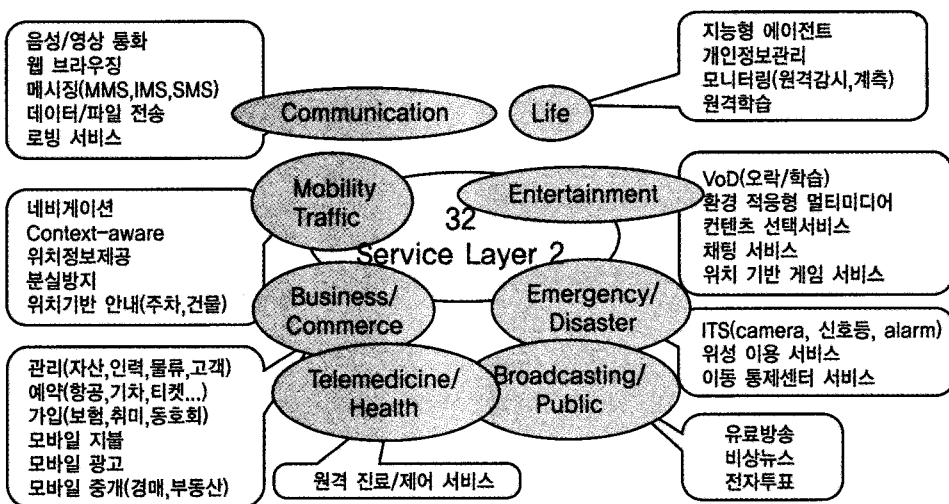 음성/영상 통화
웹 브라우징
메시징(MMS,IMS,SMS)
데이터/파일 전송
로빙 서비스
Communication
Life
지능형 에이전트
개인정보관리
모니터링(원격감시,계측)
원격학습
Mobility
Traffic
Entertainment
32
Service Layer 2
네비게이션
Context-aware
위치정보제공
분실방지
위치기반 안내(주차,건물)
VoD(오락/학습)
환경 적응형 멀티미디어
컨텐츠 선택서비스
채팅 서비스
위치 기반 게임 서비스
Business/
Commerce
Emergency/
Disaster
ITS(camera, 신호등, alarm)
위성 이용 서비스
이동 통제센터 서비스
관리(자산,인력,물류,고객)
예약(항공,기차,티켓...)
가입(보험,취미,동호회)
모바일 지불
모바일 광고
모바일 중개(경매,부동산)
Telemedicine/
Health
Broadcasting/
Public
원격 진료/제어 서비스
유료방송
비상뉴스
전자투표